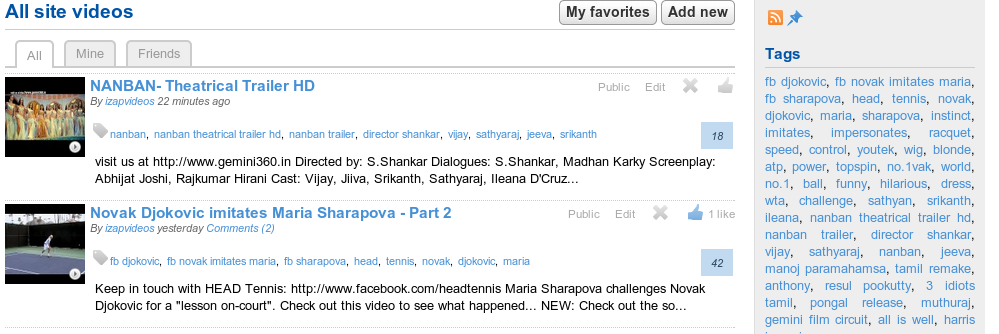 All site videos
My favorites
Add new
All
Mine
Friends
NANBAN- Theatrical Trailer HD
Public
Edit
By izapvideos 22 minutes ago
nanban, nanban theatrical trailer hd, nanban trailer, director shankar, vijay, sathyaraj, jeeva, srikanth
18
visit us at http://www.gemini360.in Directed by: S.Shankar Dialogues: S.Shankar, Madhan Karky Screenplay:
Abhijat Joshi, Rajkumar Hirani Cast: Vijay, Jiiva, Srikanth, Sathyaraj, Ileana D'Cruz...
Novak Djokovic imitates Maria Sharapova - Part 2
Public
Edit
1 like
By izapvideos yesterday Comments (2)
fb djokovic, fb novak imitates maria, fb sharapova, head, tennis, novak, djokovic, maria
42
Keep in touch with HEAD Tennis: http://www.facebook.com/headtennis Maria Sharapova challenges Novak
Djokovic for a "lesson on-court". Check out this video to see what happened... NEW: Check out the so...
Tags
fb djokovic, fb novak imitates maria,
fb sharapova, head, tennis, novak,
djokovic, maria, sharapova, instinct,
imitates, impersonates, racquet,
speed, control, youtek, wig, blonde,
atp, power, topspin, no.1vak, world,
no.1, ball, funny, hilarious, dress,
wta, challenge, sathyan, srikanth,
ileana, nanban theatrical trailer hd,
nanban trailer, director shankar,
vijay, sathyaraj, nanban, jeeva,
manoj paramahamsa, tamil remake,
anthony, resul pookutty, 3 idiots
tamil, pongal release, muthuraj,
gemini film circuit, all is well, harris